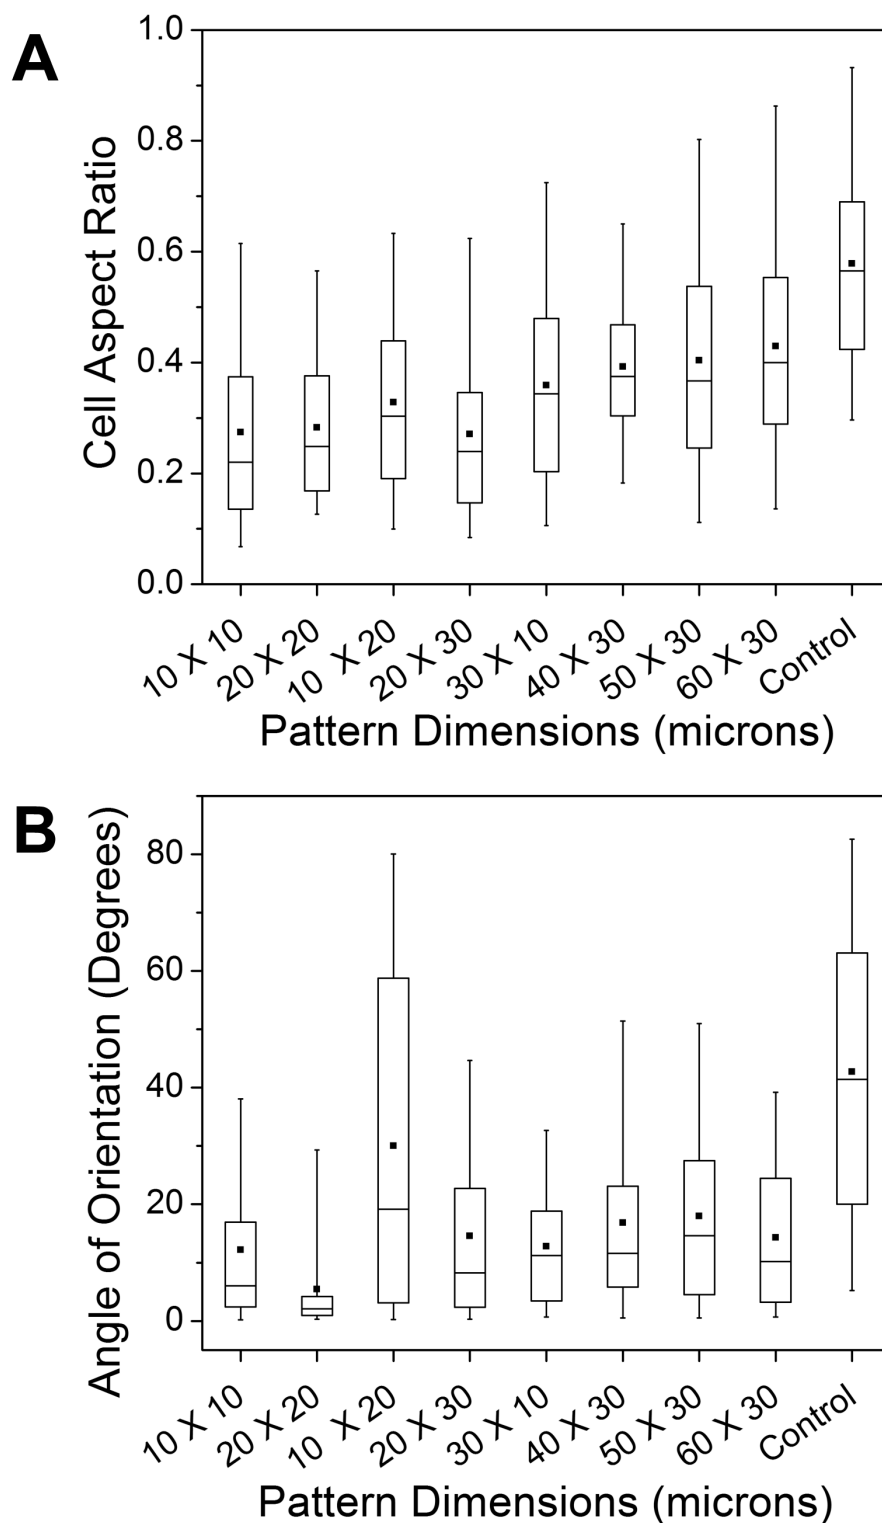 A
Cell Aspect Ratio
1.0
0.8
0.6
0.4
0.2
0.0
10 X 10
20 X 20
10 X 20
20 X 30
30 X 10
40 X 30
50 X 30
60 X 30
Control
Pattern Dimensions (microns)
B
Angle of Orientation (Degrees)
80
60
40
20
0
10 X 10
20 X 20
10 X 20
20 X 30
30 X 10
40 X 30
50 X 30
60 X 30
Control
Pattern Dimensions (microns)